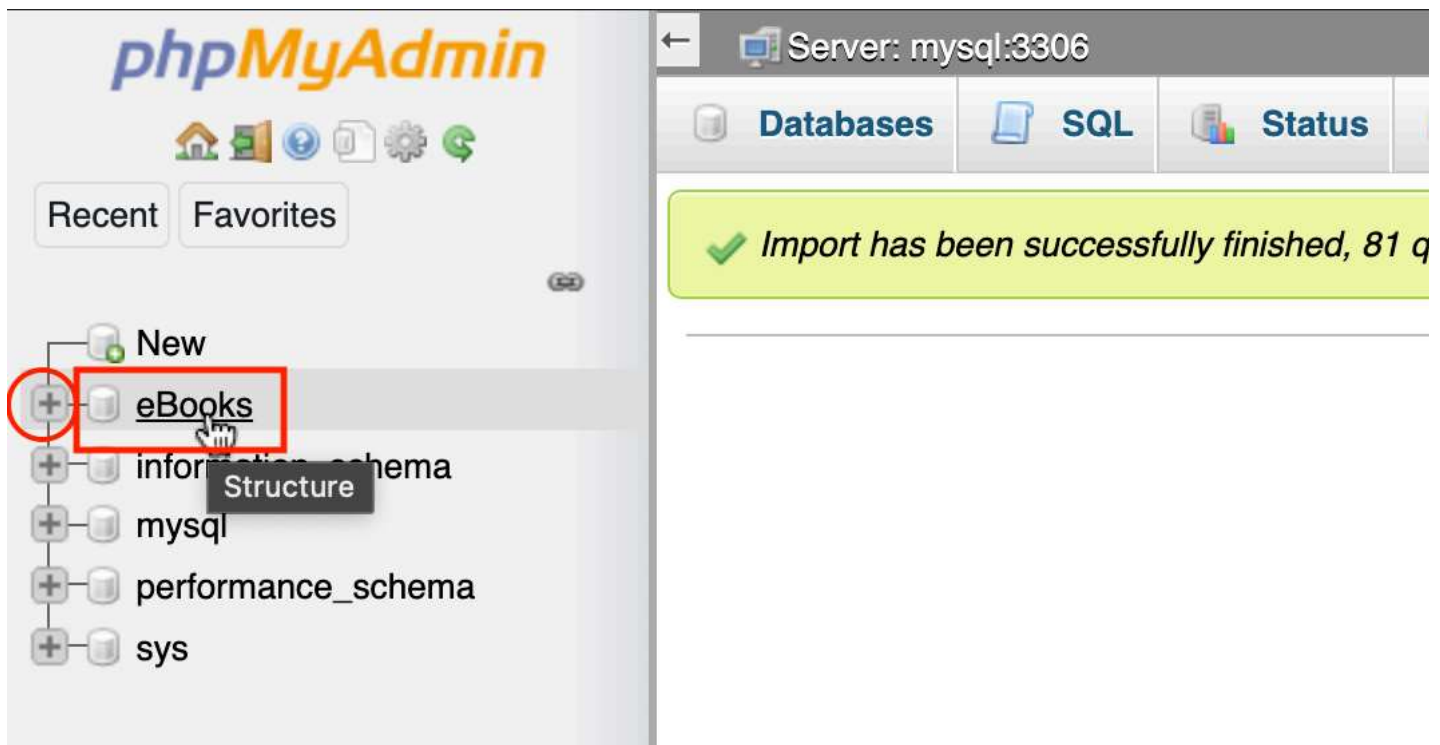 phpMyAdmin
Recent Favorites
New
eBooks
information_schema
Structure
mysql
performance_schema
sys
Server: mysql:3306
Databases SQL Status
Import has been successfully finished, 81 q